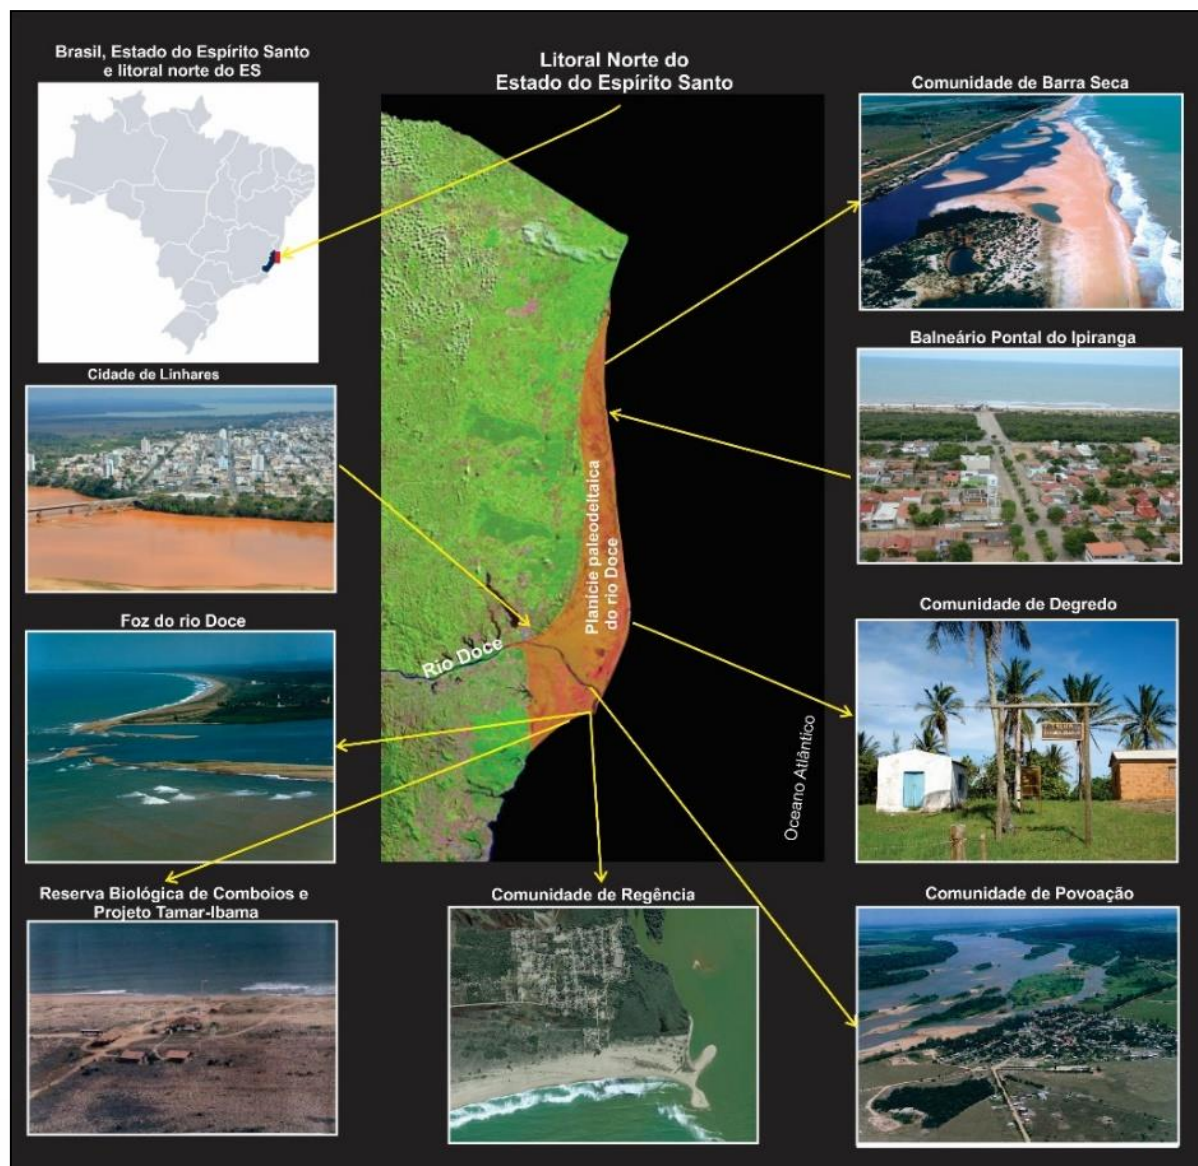 Brasil, Estado do Espírito Santo
e litoral norte do ES
Litoral Norte do
Estado do Espírito Santo
Comunidade de Barra Seca
Balneário Pontal do Ipiranga
Cidade de Linhares
Planície paleodeltaica
do rio Doce
Comunidade de Degredo
Foz do rio Doce
Rio Doce
Oceano Atlântico
Reserva Biológica de Comboios e
Projeto Tamar-Ibama
Comunidade de Regência
Comunidade de Povoação